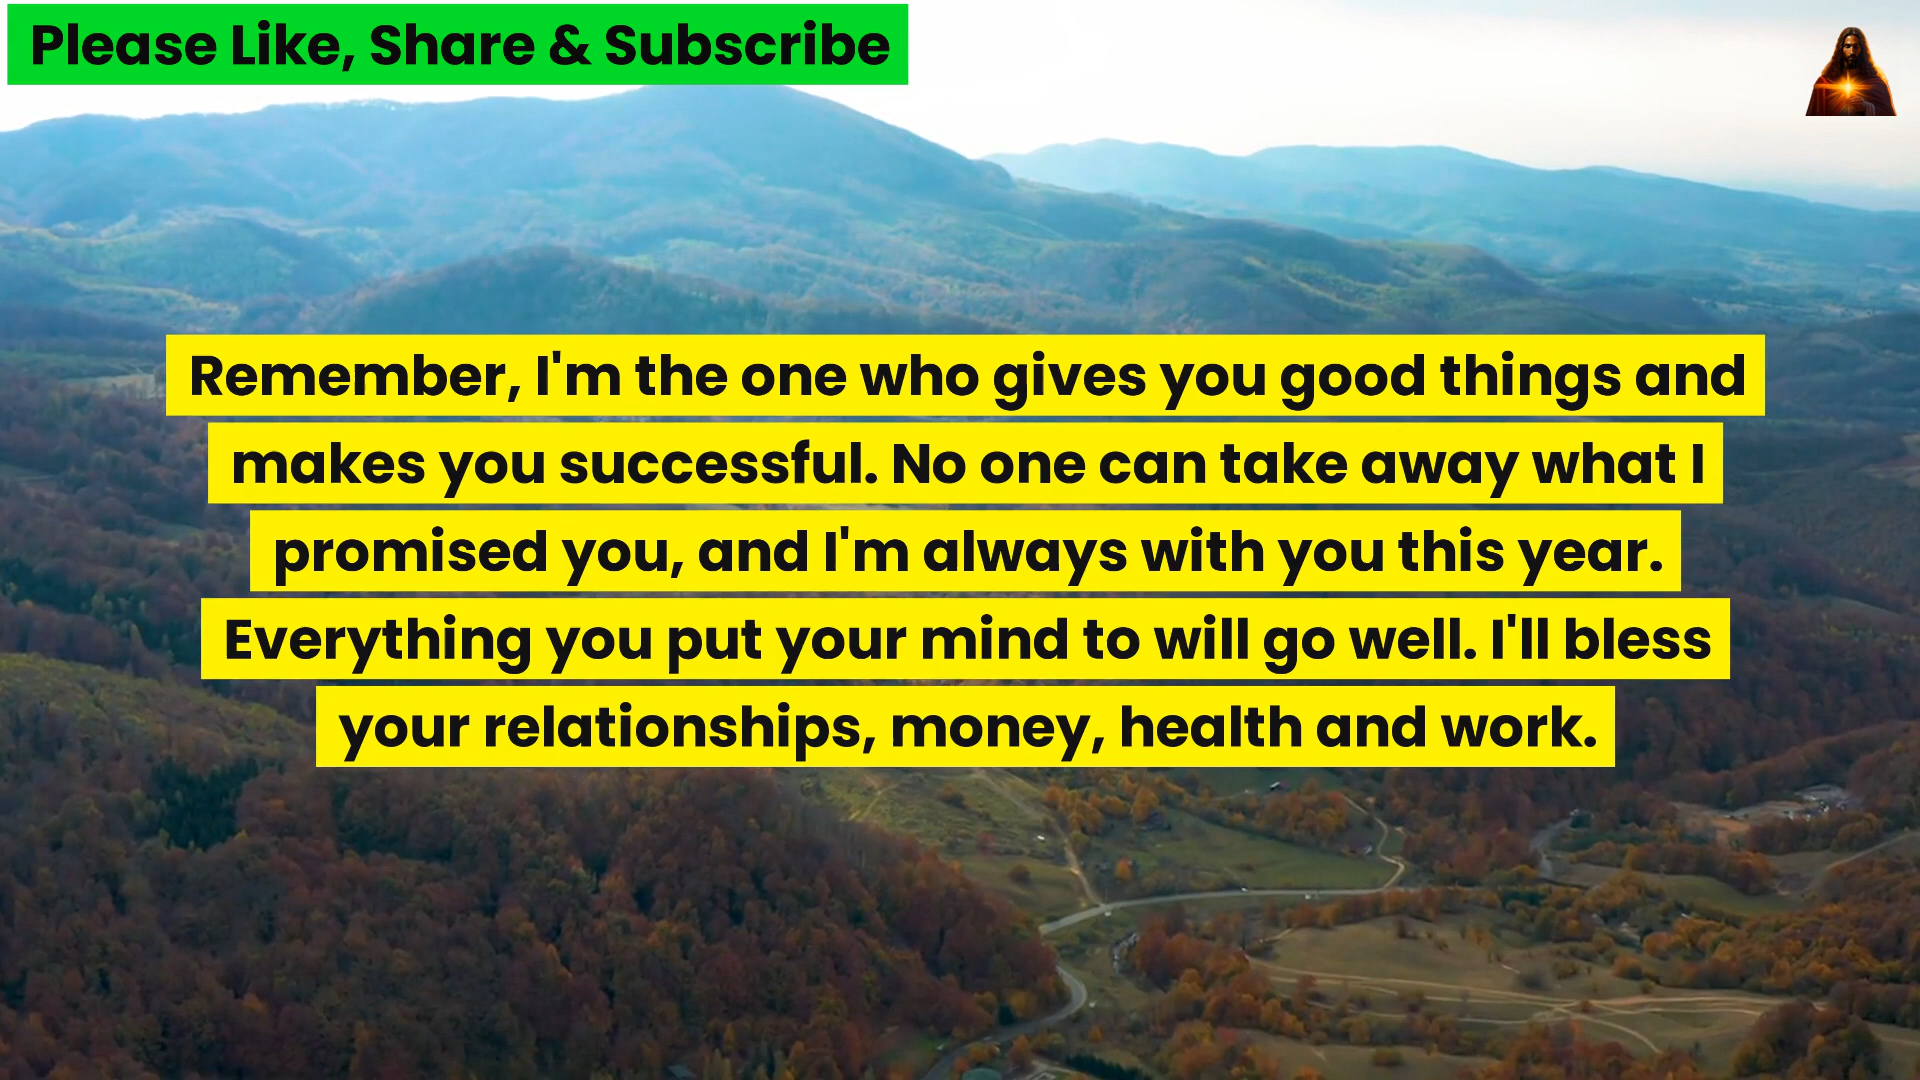 Please Like, Share & Subscribe
Remember, I'm the one who gives you good things and
makes you successful. No one can take away what I
promised you, and I'm always with you this year.
Everything you put your mind to will go well. I'll bless
your relationships, money, health and work.